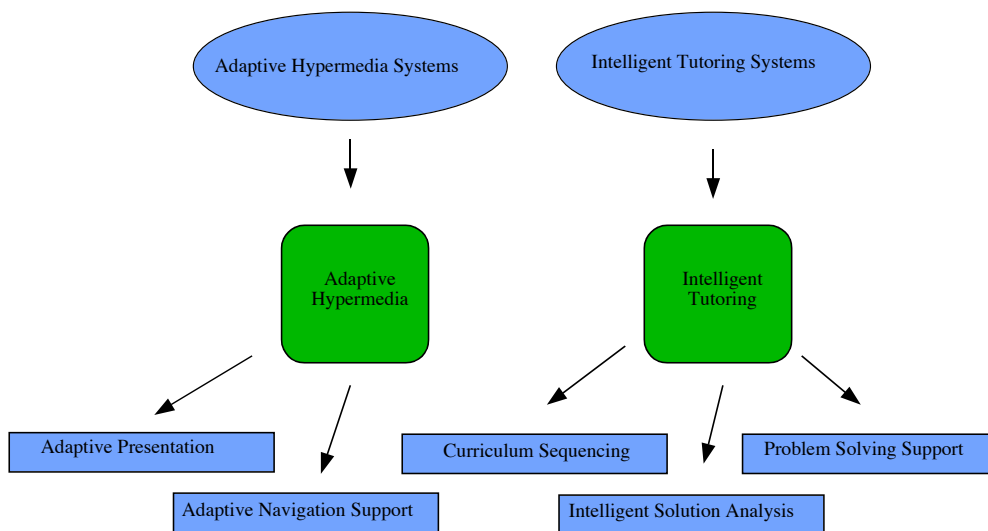 Adaptive Hypermedia Systems
Intelligent Tutoring Systems
Adaptive
Hypermedia
Intelligent
Tutoring
Adaptive Presentation
Curriculum Sequencing
Problem Solving Support
Adaptive Navigation Support
Intelligent Solution Analysis